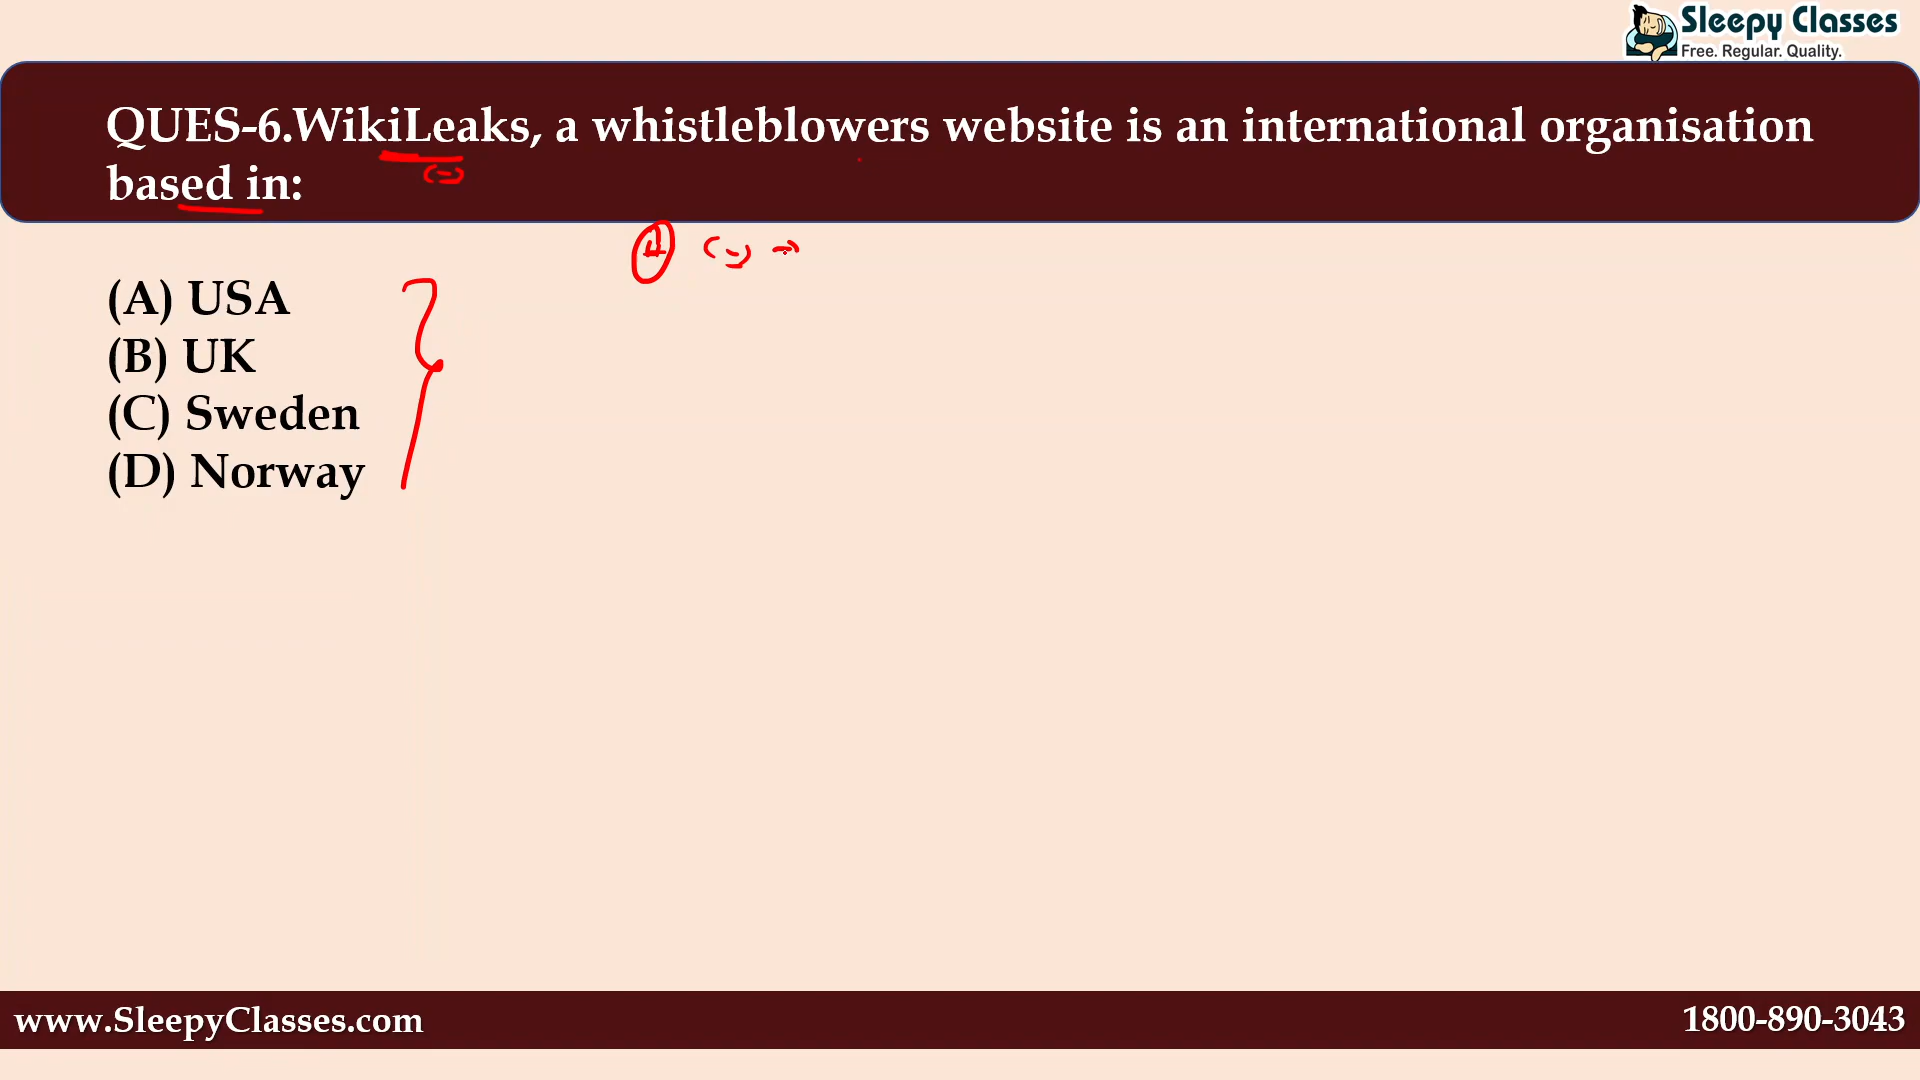 Sleepy Classes
Free. Regular. Quality.
QUES-6.WikiLeaks, a whistleblowers website is an international organisation
based in:
(A) USA
(B) UK
(C) Sweden
(D) Norway
www.SleepyClasses.com
1800-890-3043